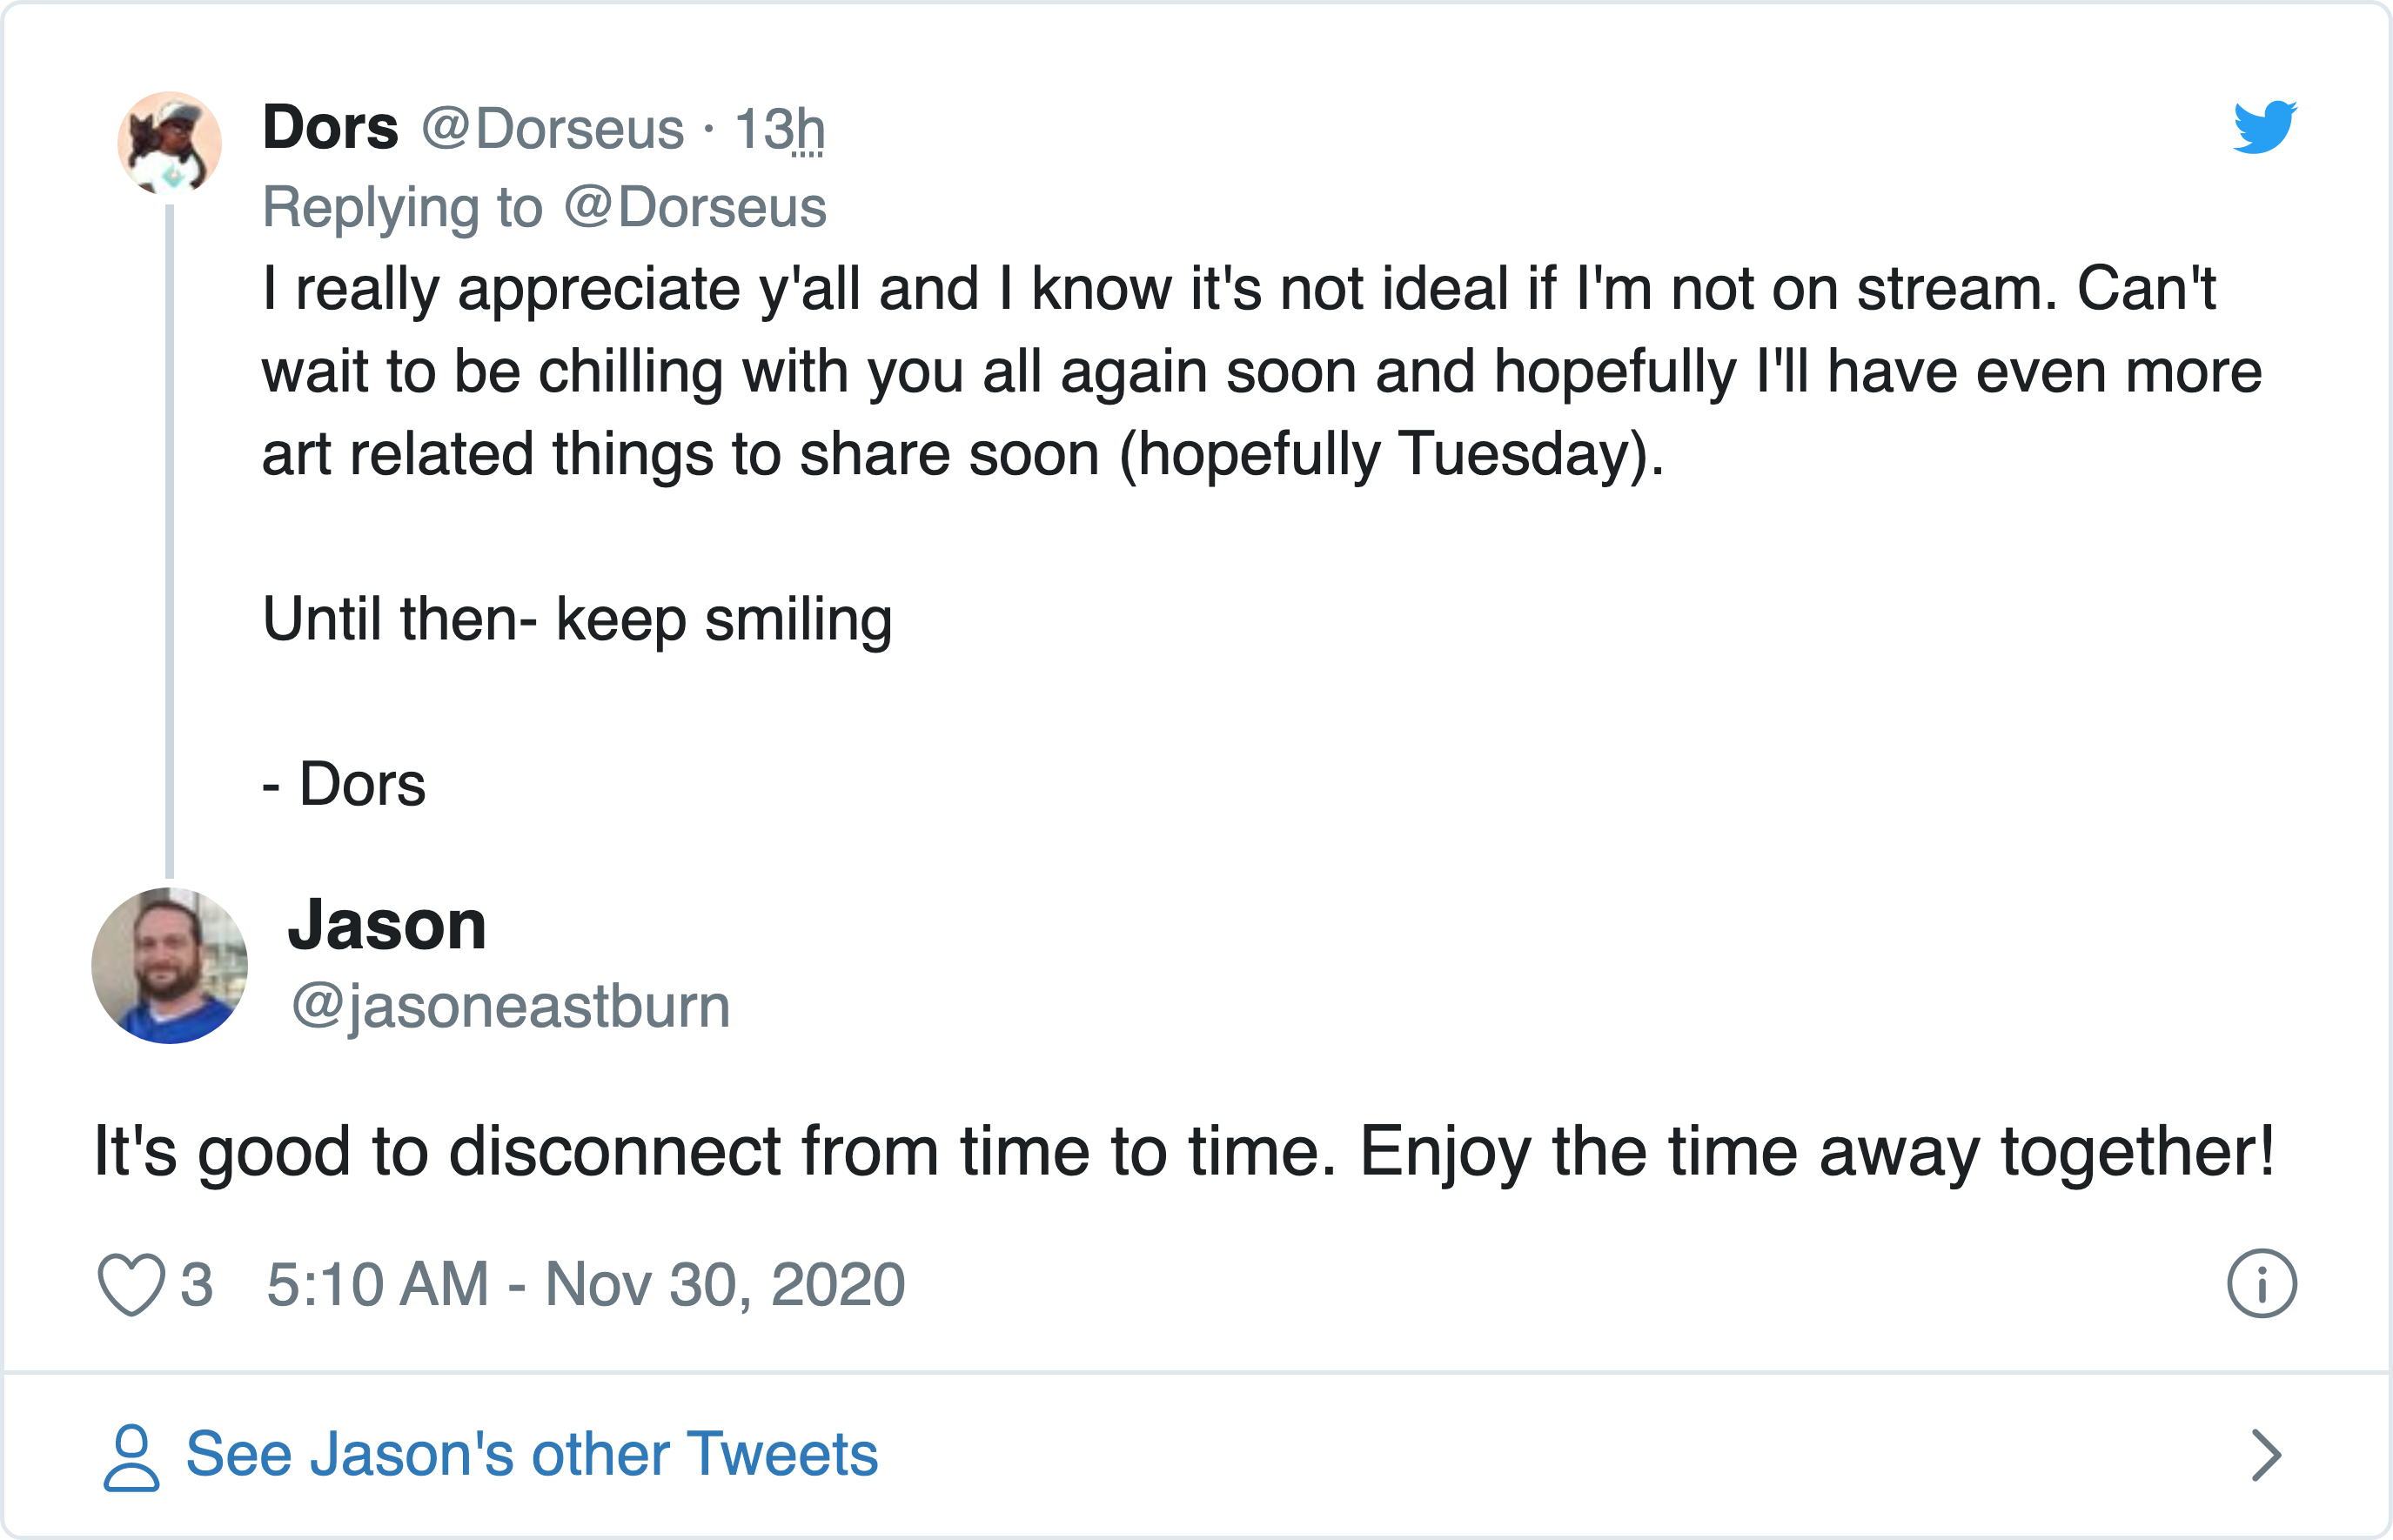 Dors @Dorseus · 13h
Replying to @Dorseus
I really appreciate y'all and I know it's not ideal if I'm not on stream. Can't
wait to be chilling with you all again soon and hopefully I'll have even more
art related things to share soon (hopefully Tuesday).
Until then- keep smiling
- Dors
Jason
@jasoneastburn
It's good to disconnect from time to time. Enjoy the time away together!
3 5:10 AM - Nov 30, 2020
See Jason's other Tweets